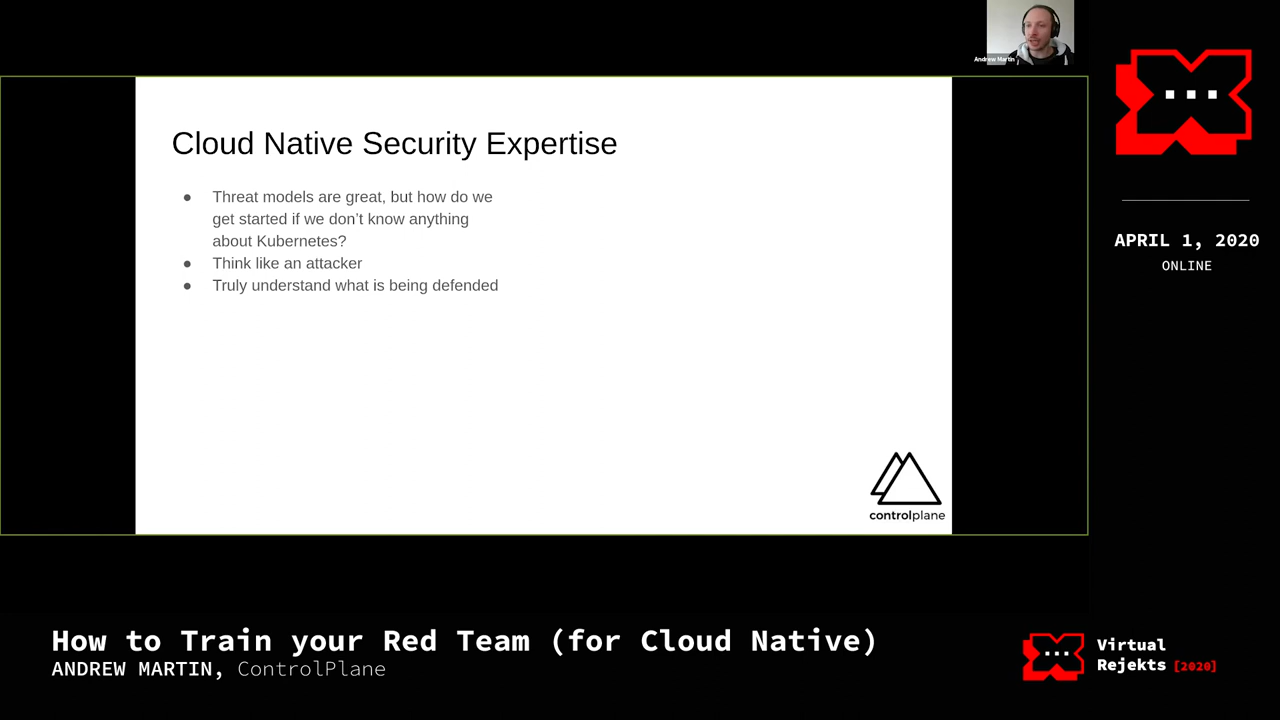 Andrew Martin
Cloud Native Security Expertise
● Threat models are great, but how do we
get started if we don’t know anything
about Kubernetes?
● Think like an attacker
● Truly understand what is being defended
controlplane
APRIL 1, 2020
ONLINE
How to Train your Red Team (for Cloud Native)
ANDREW MARTIN, ControlPlane
Virtual
Rejekts [2020]